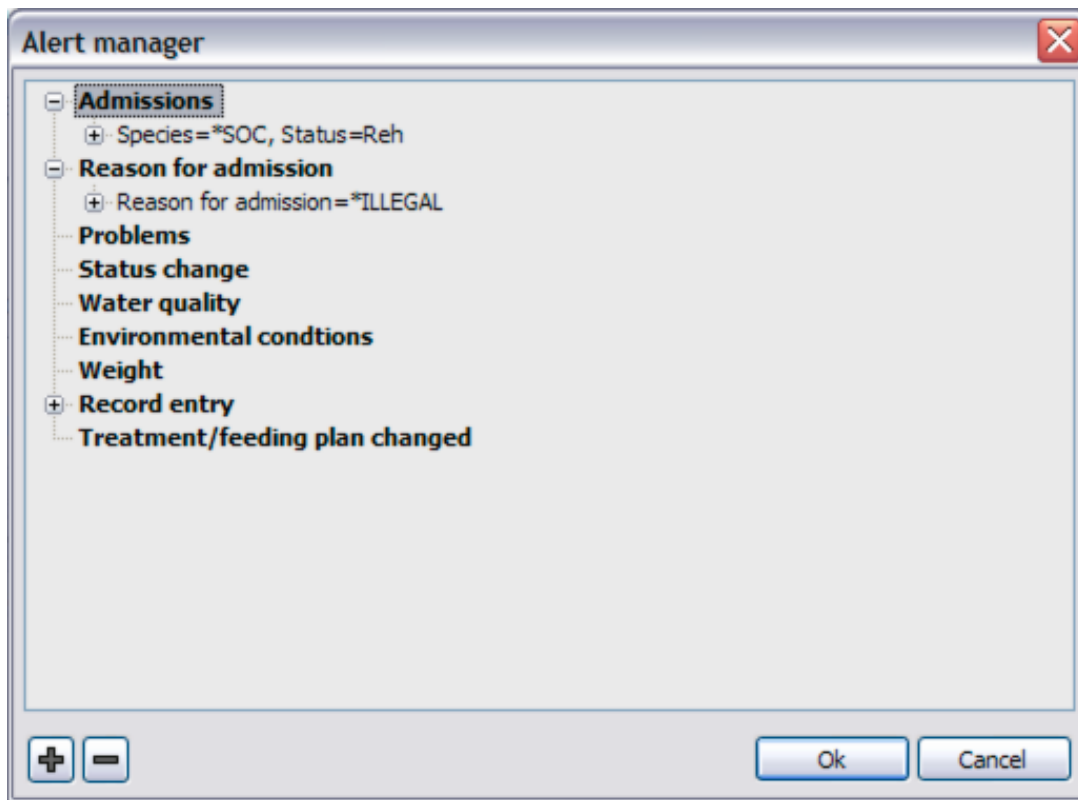 Alert manager
Admissions
Species=*SOC, Status=Reh
Reason for admission
Reason for admission=*ILLEGAL
Problems
Status change
Water quality
Environmental condtions
Weight
Record entry
Treatment/feeding plan changed
Ok Cancel